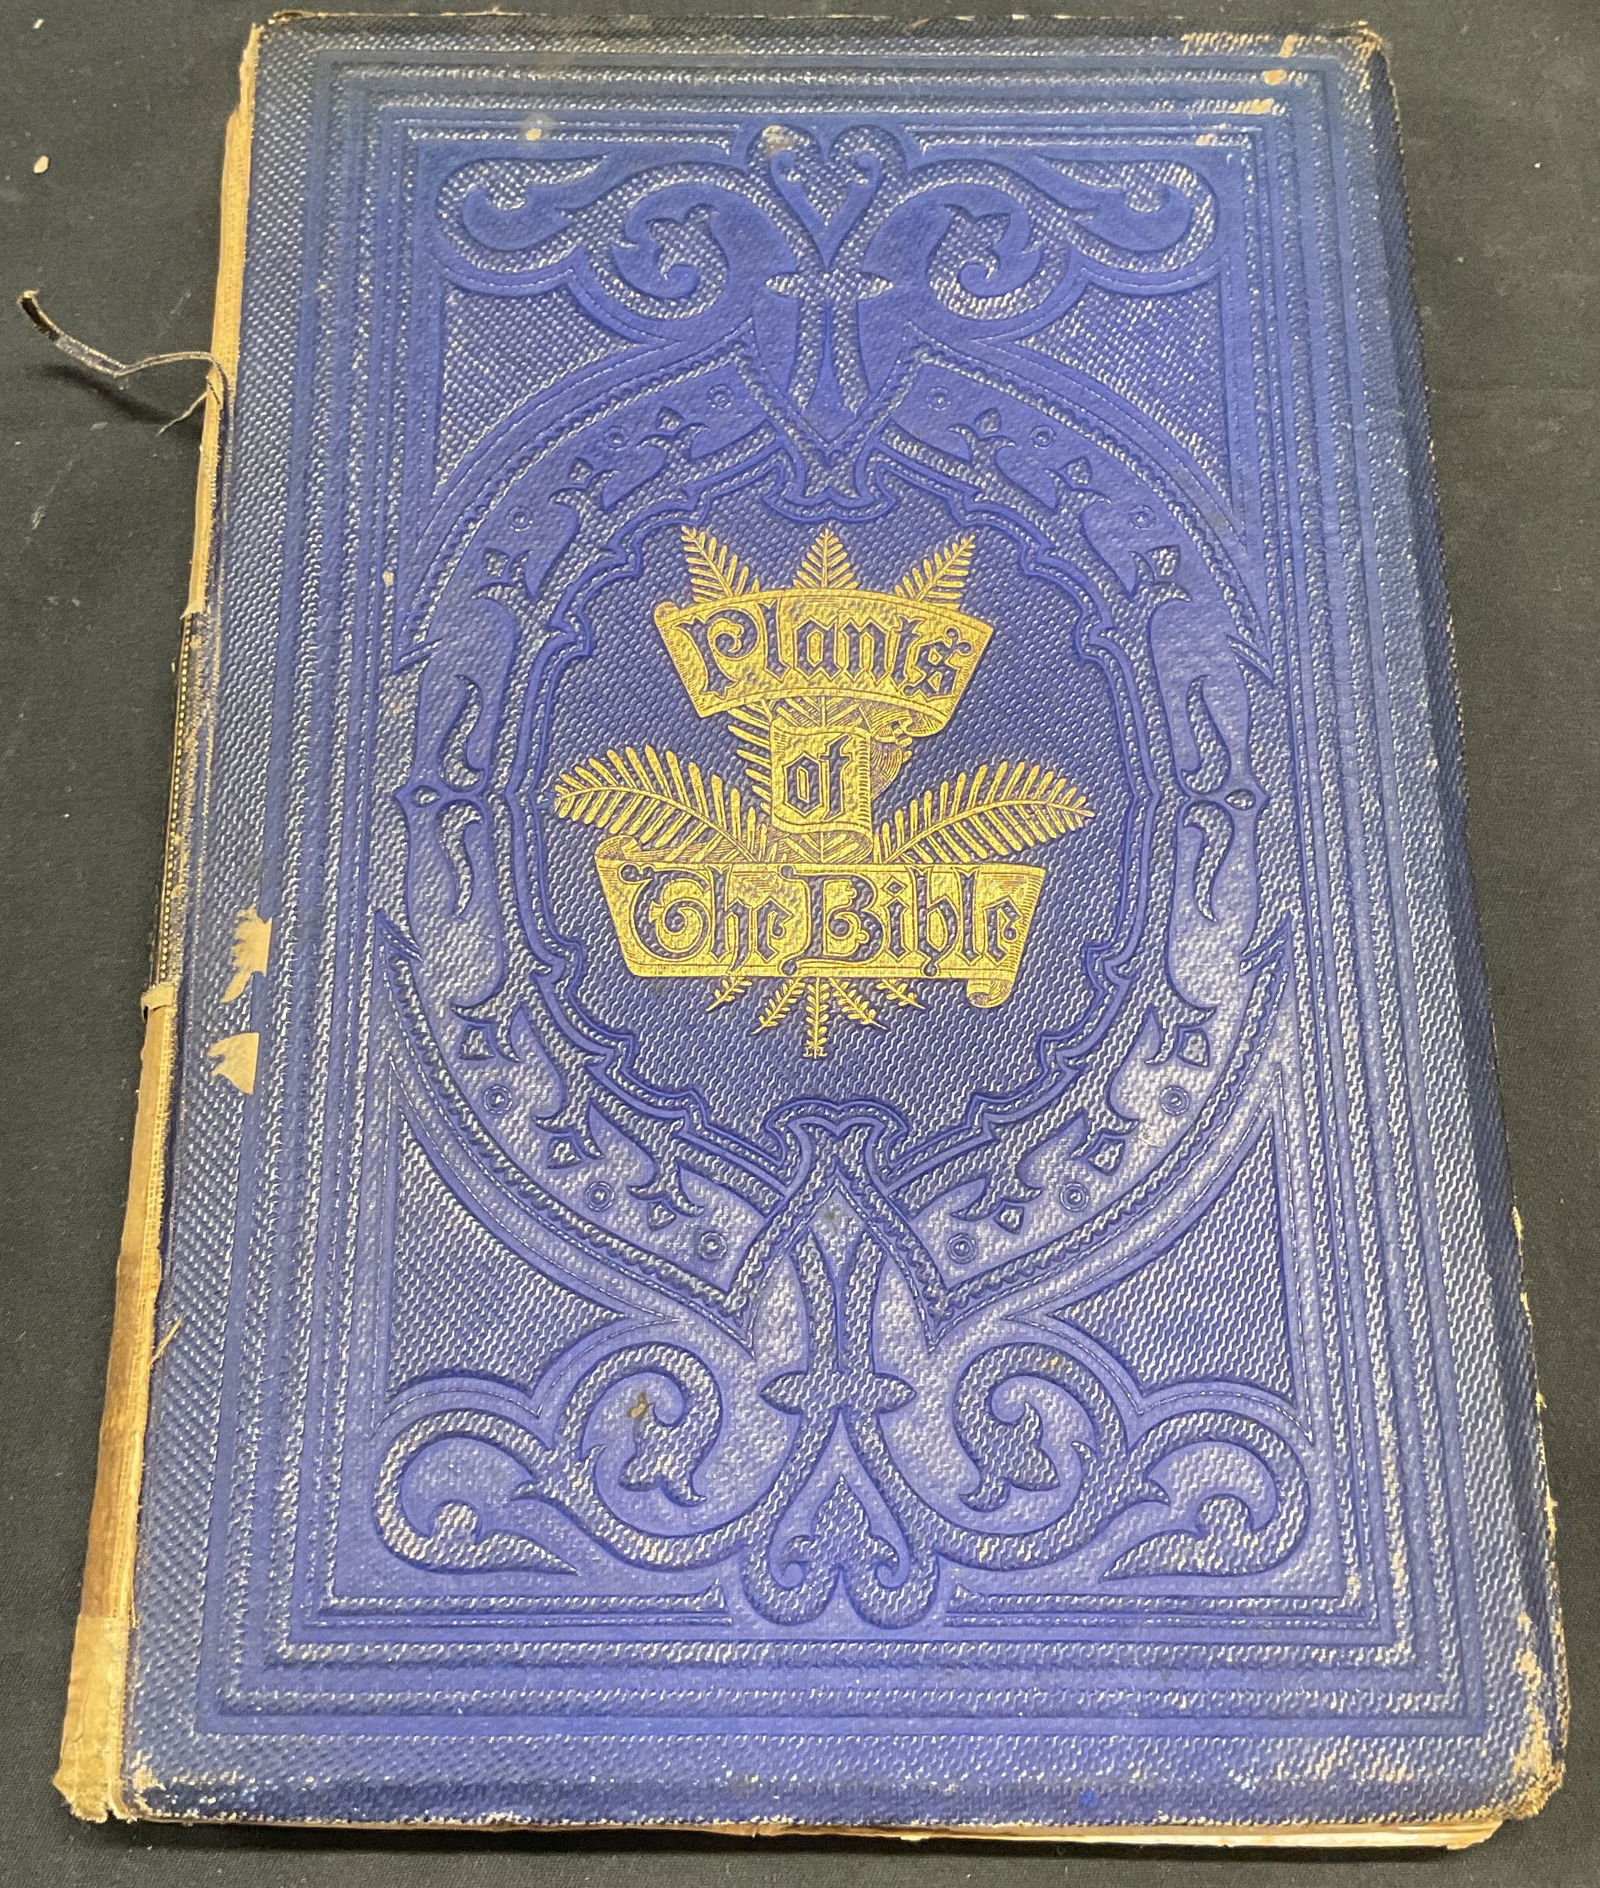 Plants
of
The Bible